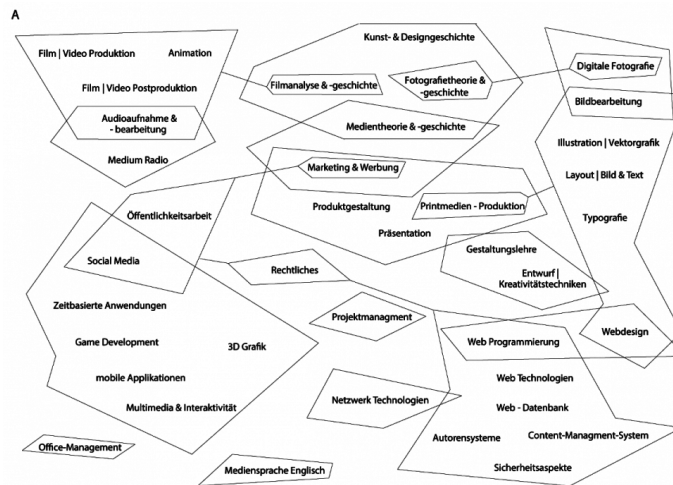 A
Kunst- & Designgeschichte
Film | Video Produktion
Animation
Film | Video Postproduktion
Filmanalyse & -geschichte
Fotografietheorie &
-geschichte
Digitale Fotografie
Bildbearbeitung
Audioaufnahme &
- bearbeitung
Medientheorie & -geschichte
Medium Radio
Illustration | Vektorgrafik
Marketing & Werbung
Layout | Bild & Text
Produktgestaltung
Printmedien - Produktion
Öffentlichkeitsarbeit
Typografie
Präsentation
Gestaltungslehre
Social Media
Rechtliches
Entwurf |
Kreativitätstechniken
Zeitbasierte Anwendungen
Projektmanagment
Webdesign
Game Development
3D Grafik
Web Programmierung
mobile Applikationen
Web Technologien
Multimedia & Interaktivität
Netzwerk Technologien
Web - Datenbank
Autorensysteme
Content-Managment-System
Office-Management
Mediensprache Englisch
Sicherheitsaspekte